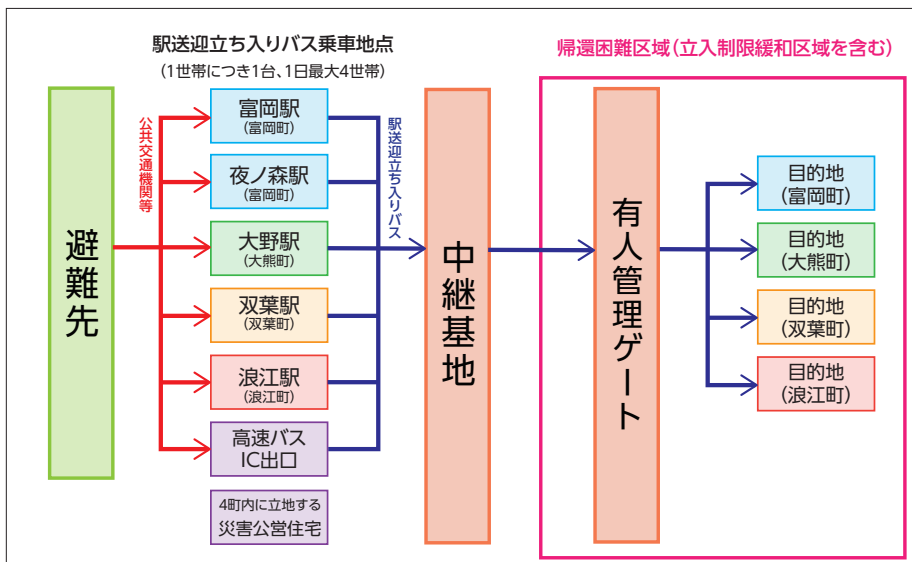 駅送迎立ち入りバス乗車地点
(1世帯につき1台、1日最大4世帯)
帰還困難区域(立入制限緩和区域を含む)
避難先
公共交通機関等
富岡駅
(富岡町)
夜ノ森駅
(富岡町)
大野駅
(大熊町)
双葉駅
(双葉町)
浪江駅
(浪江町)
高速バス
IC出口
4町内に立地する
災害公営住宅
駅送迎立ち入りバス
中継基地
有人管理ゲート
目的地
(富岡町)
目的地
(大熊町)
目的地
(双葉町)
目的地
(浪江町)